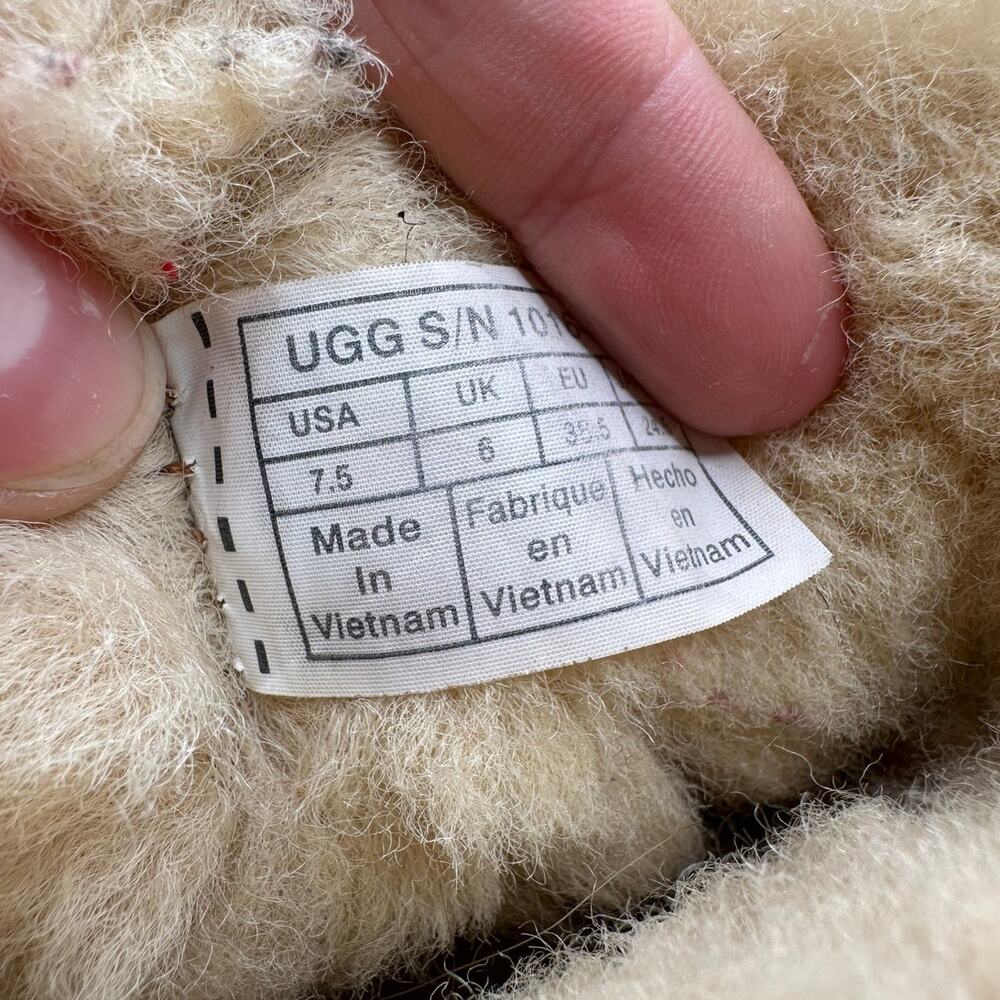 UGG S/N 101
USA UK EU
7.5 6
Made Fabrique Hecho
In en en
Vietnam Vietnam Vietnam